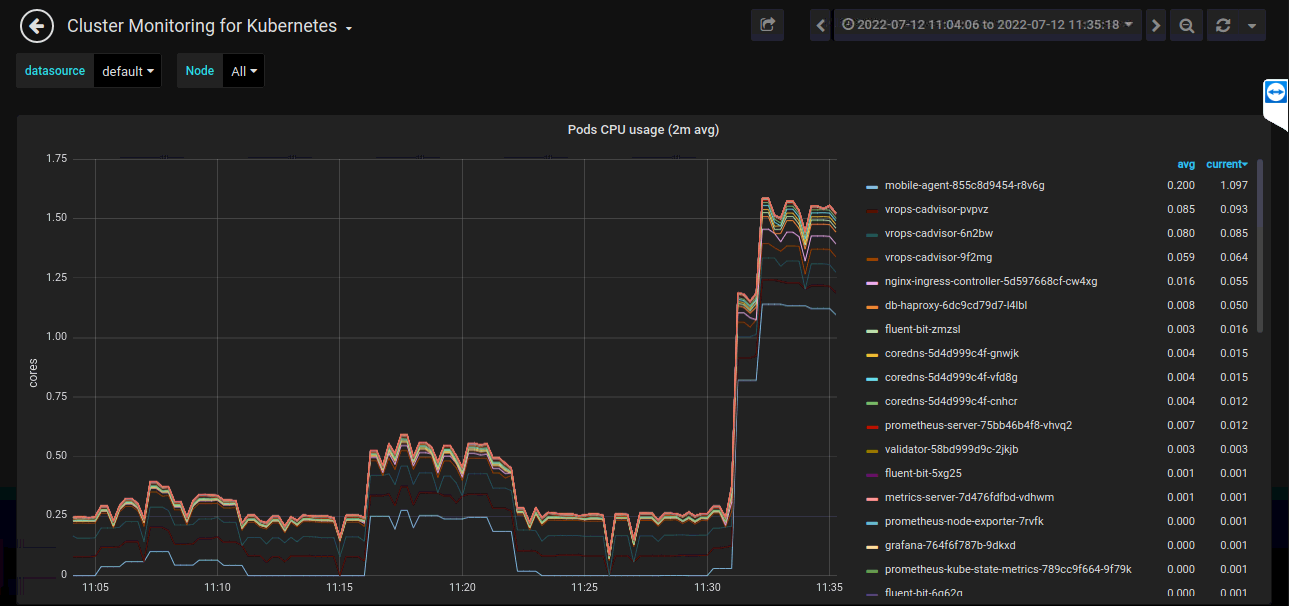 Cluster Monitoring for Kubernetes
2022-07-12 11:04:06 to 2022-07-12 11:35:18
datasource default Node All
Pods CPU usage (2m avg)
cores
1.75
1.50
1.25
1.00
0.75
0.50
0.25
0
11:05 11:10 11:15 11:20 11:25 11:30 11:35
avg current
mobile-agent-855c8d9454-r8v6g 0.200 1.097
vrops-cadvisor-pvpvz 0.085 0.093
vrops-cadvisor-6n2bw 0.080 0.085
vrops-cadvisor-9f2mg 0.059 0.064
nginx-ingress-controller-5d597668cf-cw4xg 0.016 0.055
db-haproxy-6dc9cd79d7-l4lbl 0.008 0.050
fluent-bit-zmzsl 0.003 0.016
coredns-5d4d999c4f-gnwjk 0.004 0.015
coredns-5d4d999c4f-vfd8g 0.004 0.015
coredns-5d4d999c4f-cnhcr 0.004 0.012
prometheus-server-75bb46b4f8-vhvq2 0.007 0.012
validator-58bd999d9c-2jkjb 0.003 0.003
fluent-bit-5xg25 0.001 0.001
metrics-server-7d476fdfbd-vdhwm 0.001 0.001
prometheus-node-exporter-7rvfk 0.000 0.001
grafana-764f6f787b-9dkxd 0.000 0.001
prometheus-kube-state-metrics-789cc9f664-9f79k 0.000 0.001
fluent-bit-6q62q 0.000 0.001